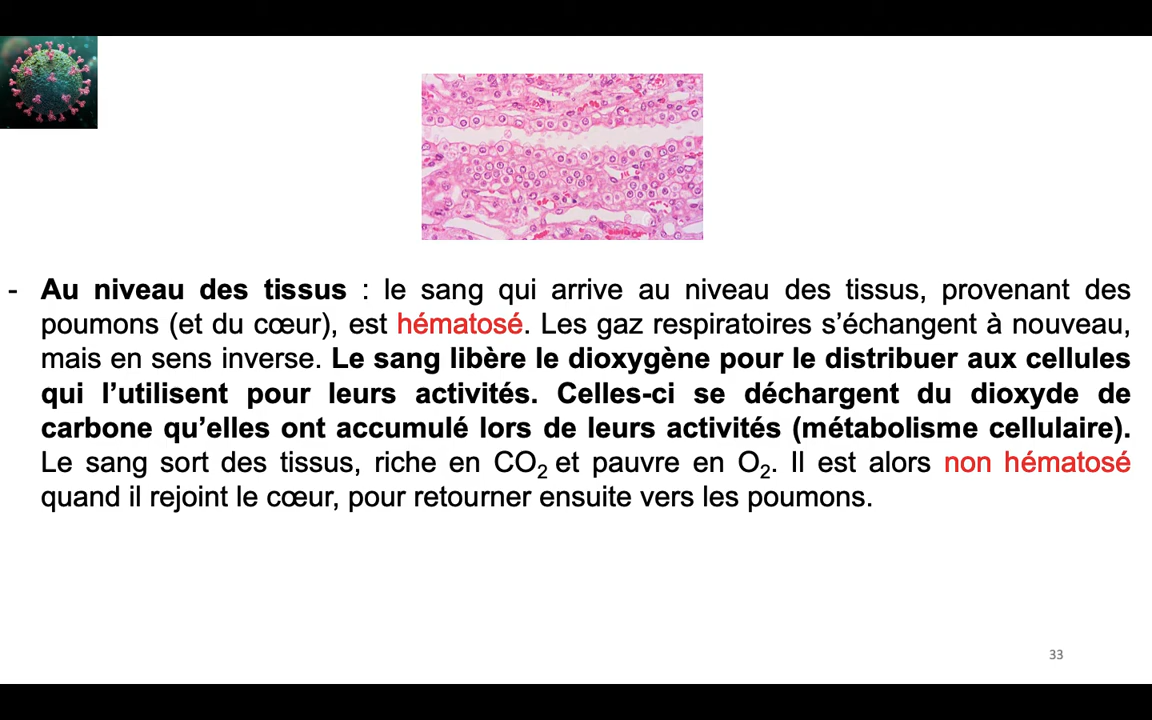 - Au niveau des tissus : le sang qui arrive au niveau des tissus, provenant des
poumons (et du cœur), est hématosé. Les gaz respiratoires s’échangent à nouveau,
mais en sens inverse. Le sang libère le dioxygène pour le distribuer aux cellules
qui l’utilisent pour leurs activités. Celles-ci se déchargent du dioxyde de
carbone qu’elles ont accumulé lors de leurs activités (métabolisme cellulaire).
Le sang sort des tissus, riche en CO₂ et pauvre en O₂. Il est alors non hématosé
quand il rejoint le cœur, pour retourner ensuite vers les poumons.
33